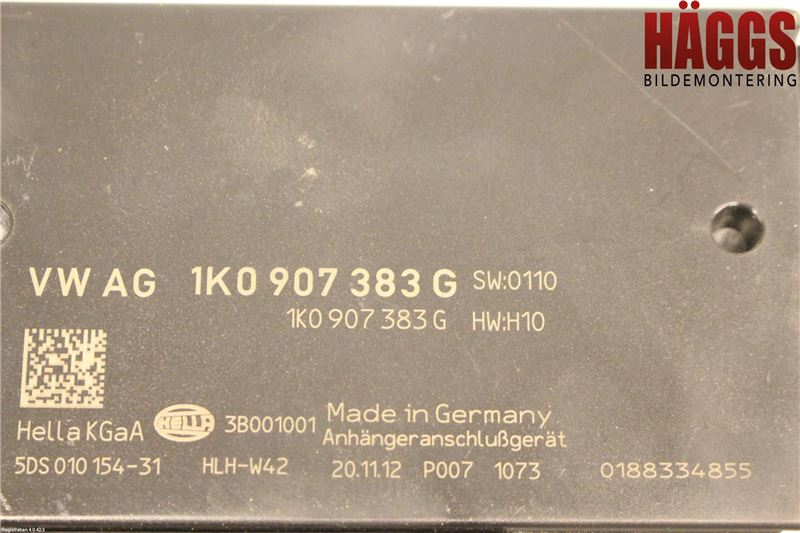 HÄGGS
BILDEMONTERING
VW AG 1K0 907 383 G SW:0110
1K0 907 383 G HW:H10
Hella KGaA HELLA 3B001001 Made in Germany
Anhängeranschlußgerät
5DS 010 154-31 HLH-W42 20.11.12 P007 1073 0188334855